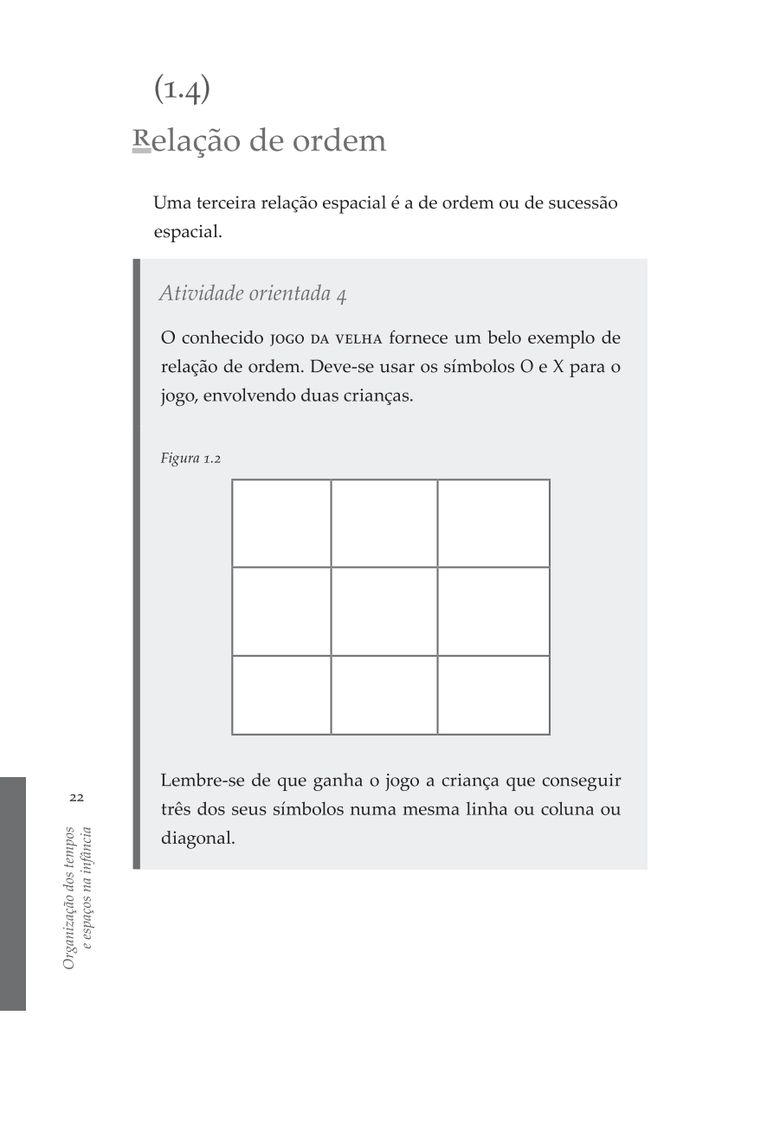 (1.4)
Relação de ordem
Uma terceira relação espacial é a de ordem ou de sucessão
espacial.
Atividade orientada 4
O conhecido JOGO DA VELHA fornece um belo exemplo de
relação de ordem. Deve-se usar os símbolos O e X para o
jogo, envolvendo duas crianças.
Figura 1.2
Lembre-se de que ganha o jogo a criança que conseguir
três dos seus símbolos numa mesma linha ou coluna ou
diagonal.
22
Organização dos tempos
e espaços na infância